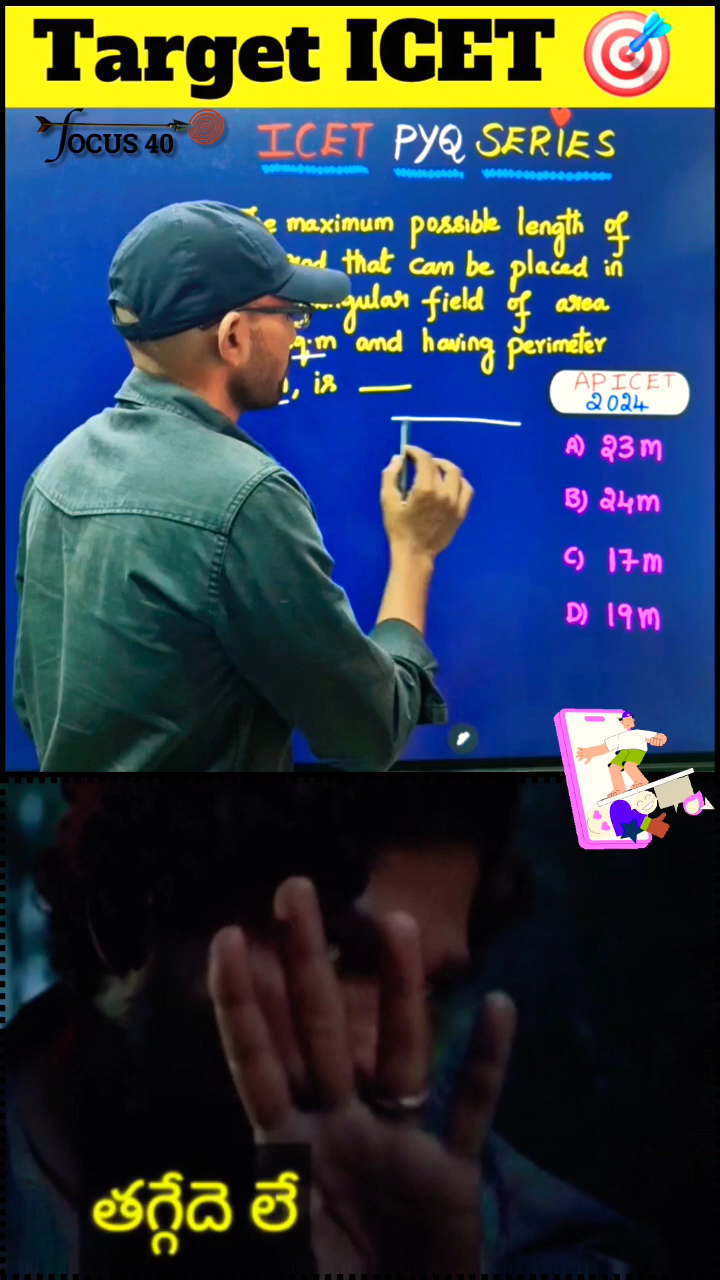 Target ICET
FOCUS 40
ICET PYQ SERIES
maximum possible length of
that can be placed in
field of area
q.m and having perimeter
, is
APICET
2024
A) 23m
B) 24m
C) 17m
D) 19m
తగ్గేదె లే